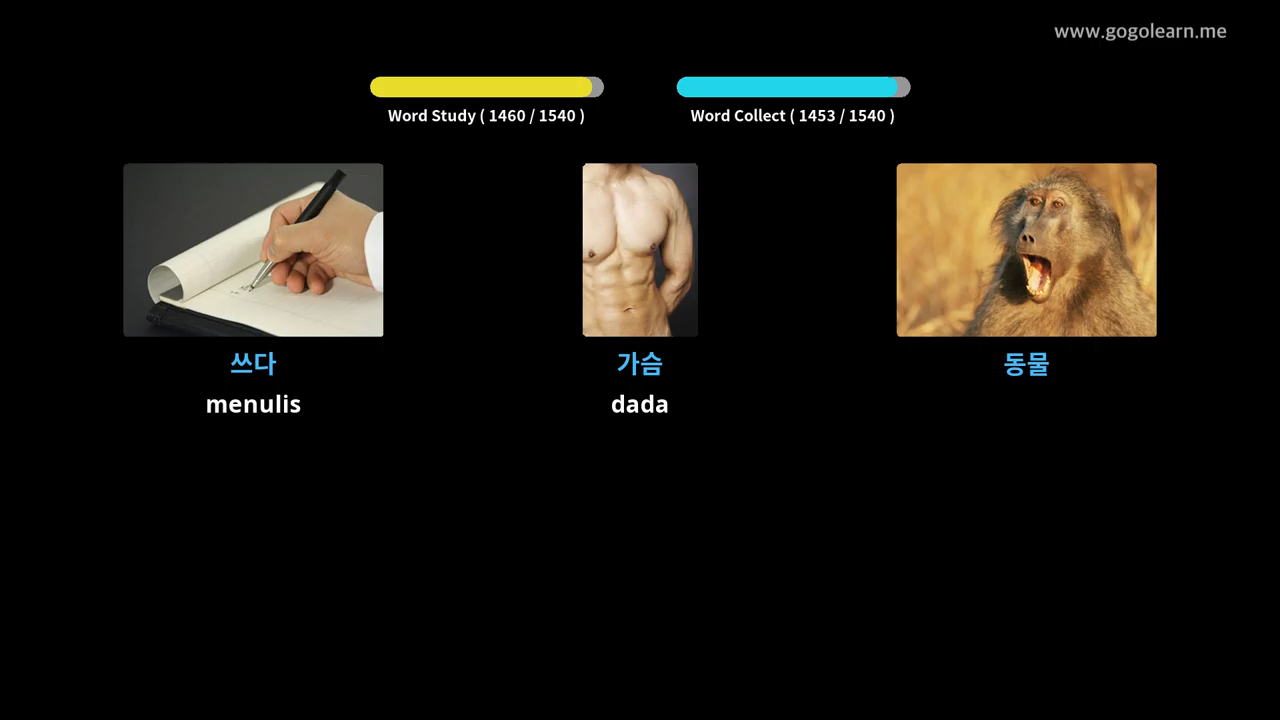 www.gogolearn.me
Word Study ( 1460 / 1540 )
Word Collect ( 1453 / 1540 )
쓰다
가슴
동물
menulis
dada